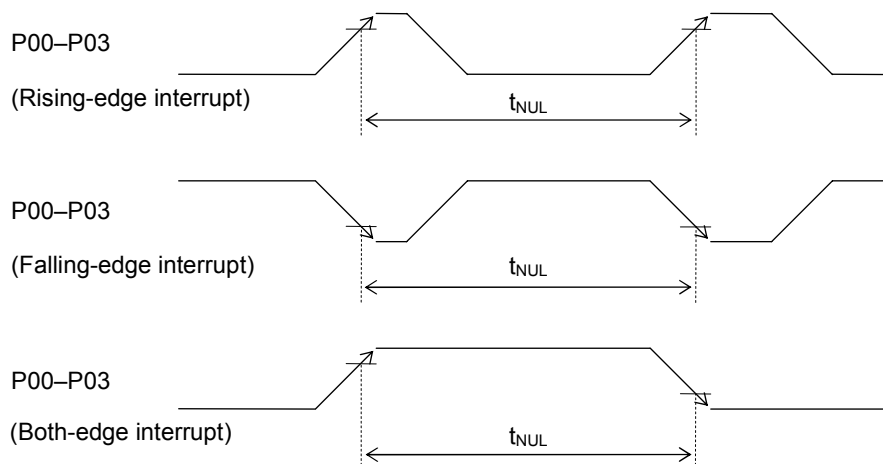 P00–P03
(Rising-edge interrupt)
tNUL
P00–P03
(Falling-edge interrupt)
tNUL
P00–P03
(Both-edge interrupt)
tNUL